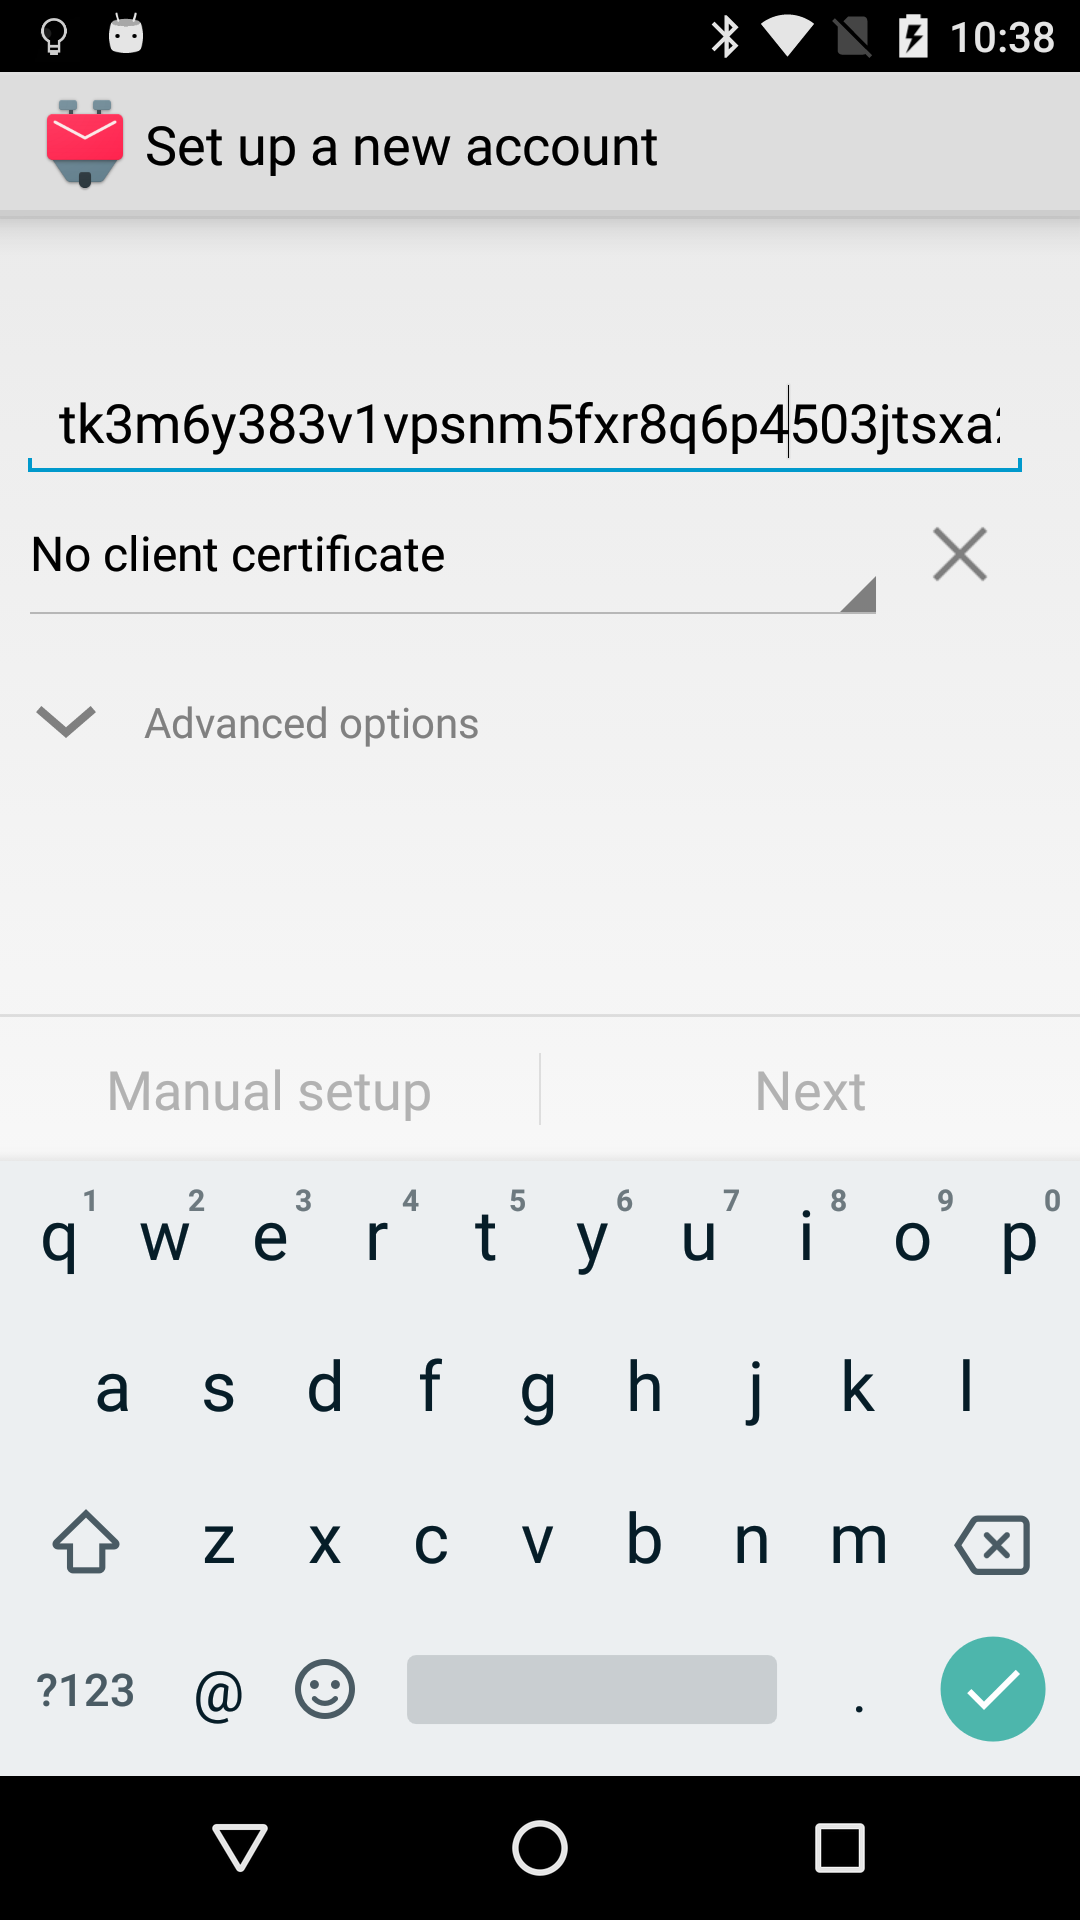 10:38
Set up a new account
tk3m6y383v1vpsnm5fxr8q6p4503jtsxa
No client certificate
Advanced options
Manual setup Next
1 2 3 4 5 6 7 8 9 0
q w e r t y u i o p
a s d f g h j k l
z x c v b n m
?123 @ .